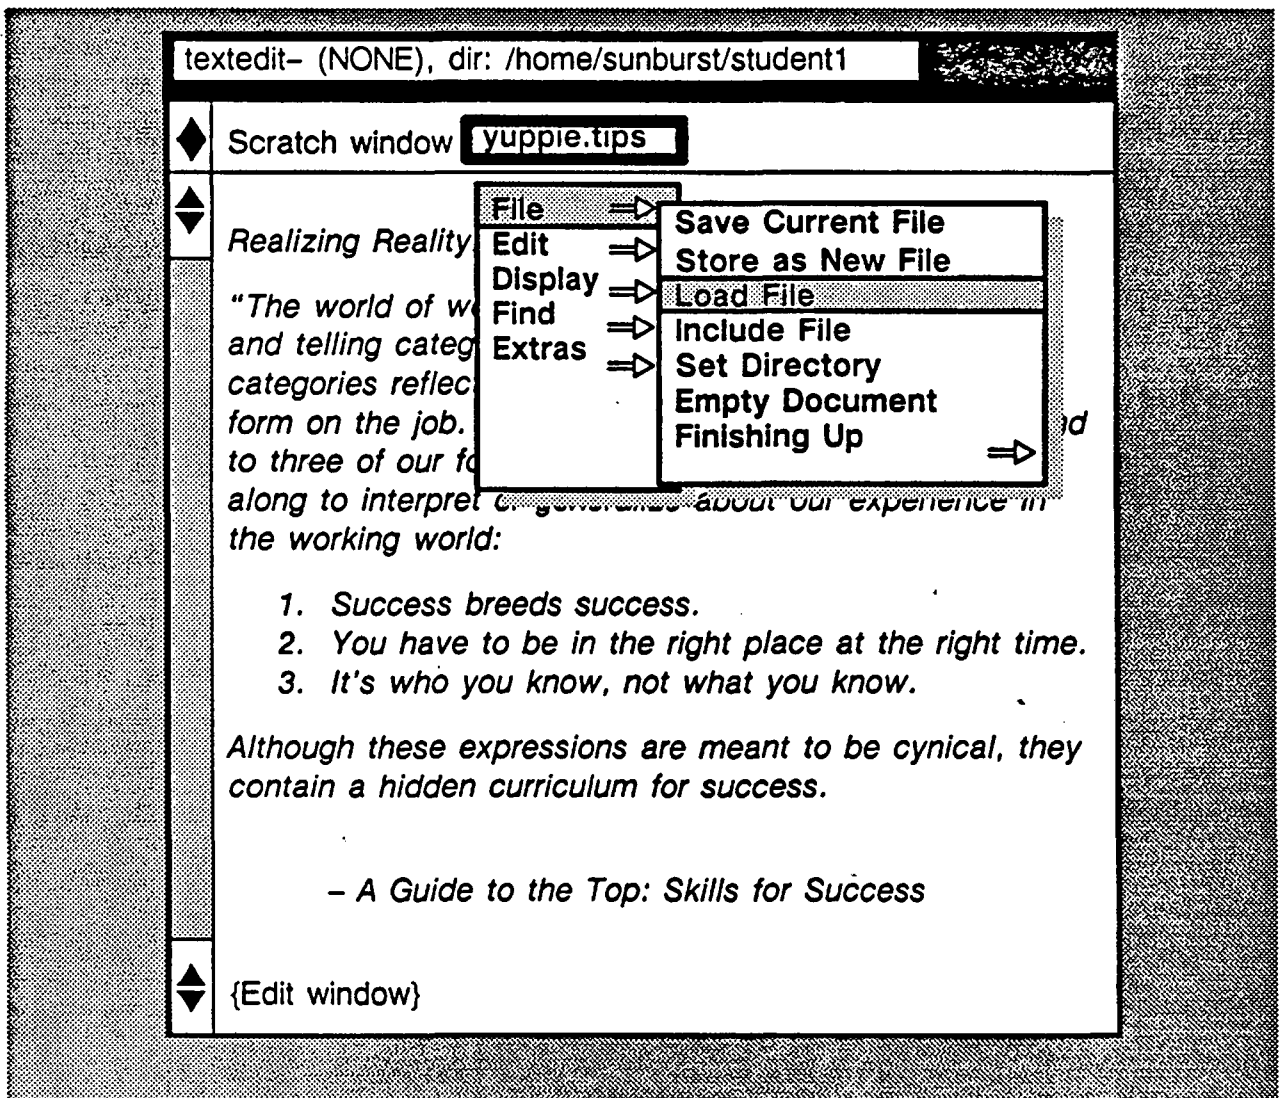 textedit– (NONE), dir: /home/sunburst/student1
Scratch window yuppie.tips
File
Edit
Display
Find
Extras
Save Current File
Store as New File
Load File
Include File
Set Directory
Empty Document
Finishing Up
Realizing Reality
"The world of
and telling
categories
form on the job.
to three of our
along to interpret about our experience in
the working world:
1. Success breeds success.
2. You have to be in the right place at the right time.
3. It's who you know, not what you know.
Although these expressions are meant to be cynical, they
contain a hidden curriculum for success.
– A Guide to the Top: Skills for Success
{Edit window}